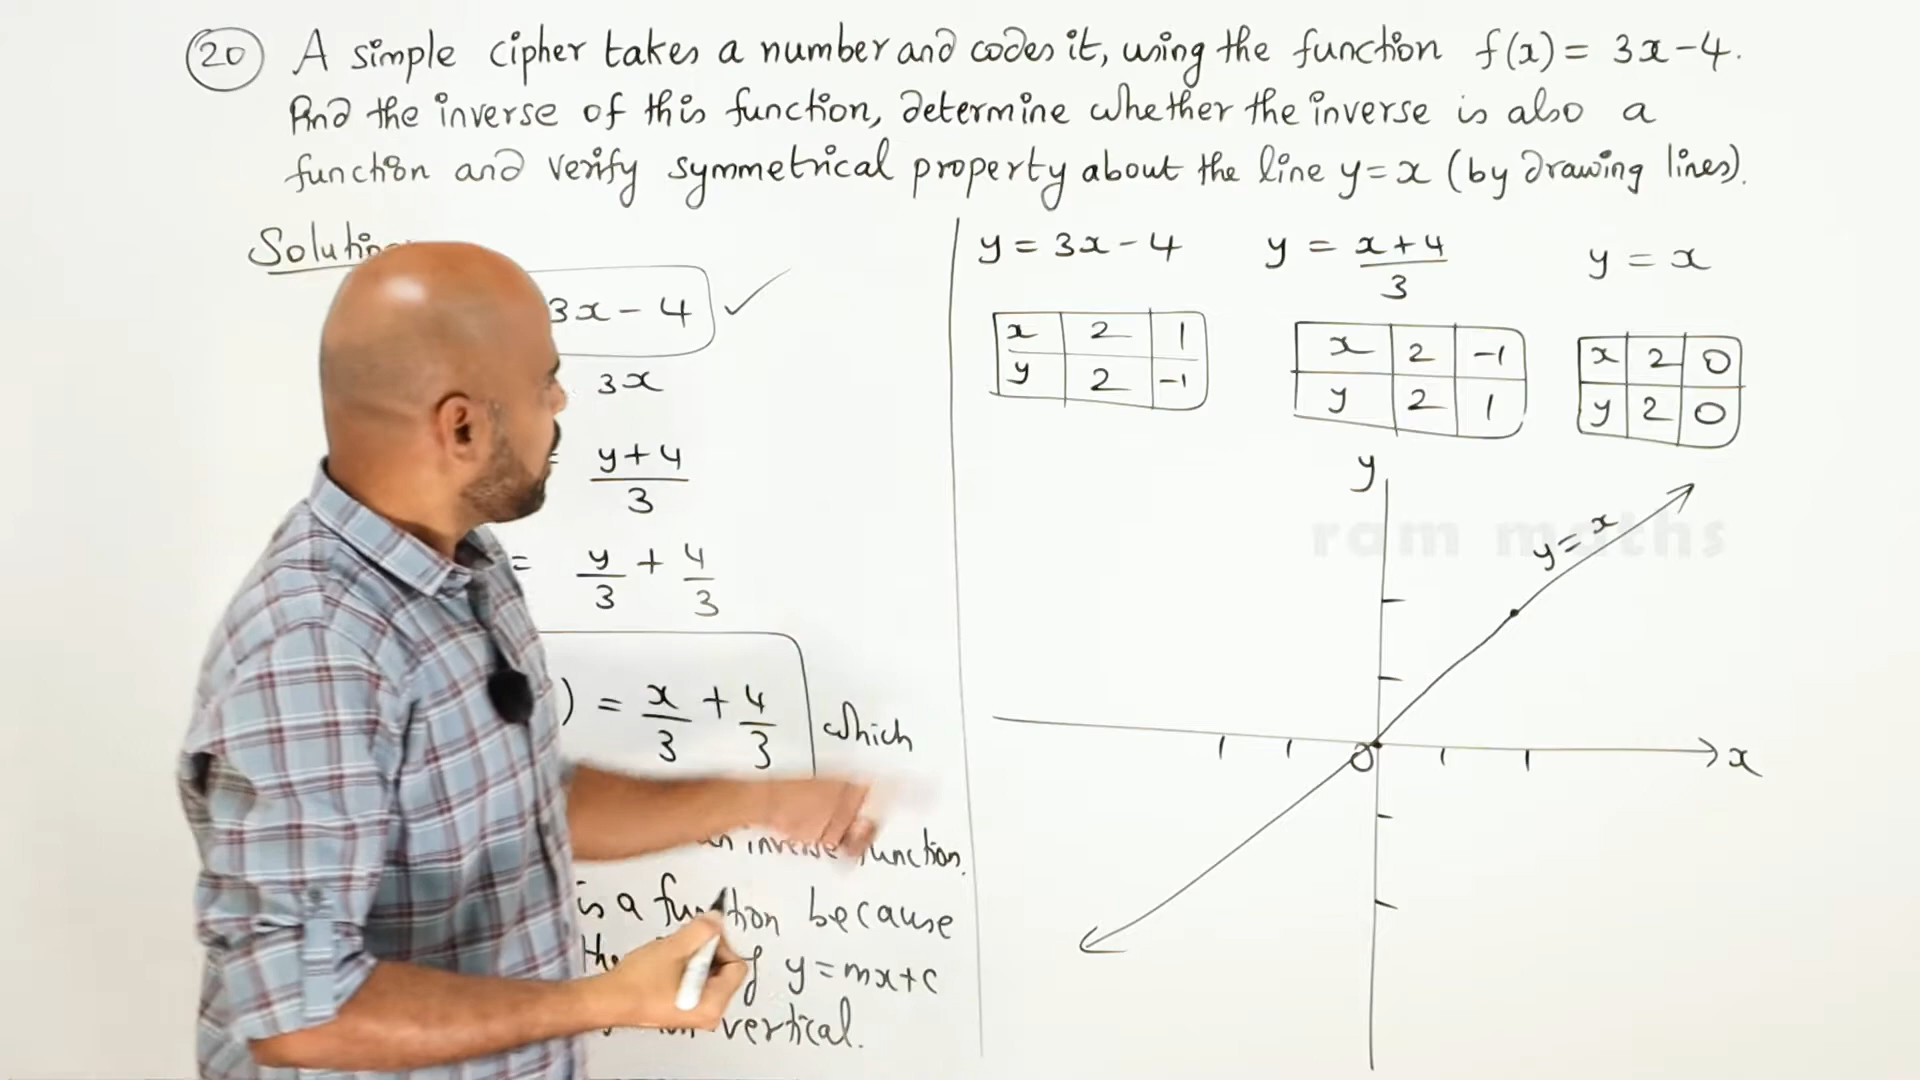 20 A simple cipher takes a number and codes it, using the function f(x) = 3x-4.
Find the inverse of this function, determine whether the inverse is also a
function and verify symmetrical property about the line y=x (by drawing lines).
Solution
3x - 4
3x
= y+4/3
= y/3 + 4/3
) = x/3 + 4/3 which
inverse function.
is a function because
y=mx+c
vertical.
y = 3x-4
x 2 1
y 2 -1
y = x+4/3
x 2 -1
y 2 1
y = x
x 2 0
y 2 0
y
y=x
O
x
ram maths